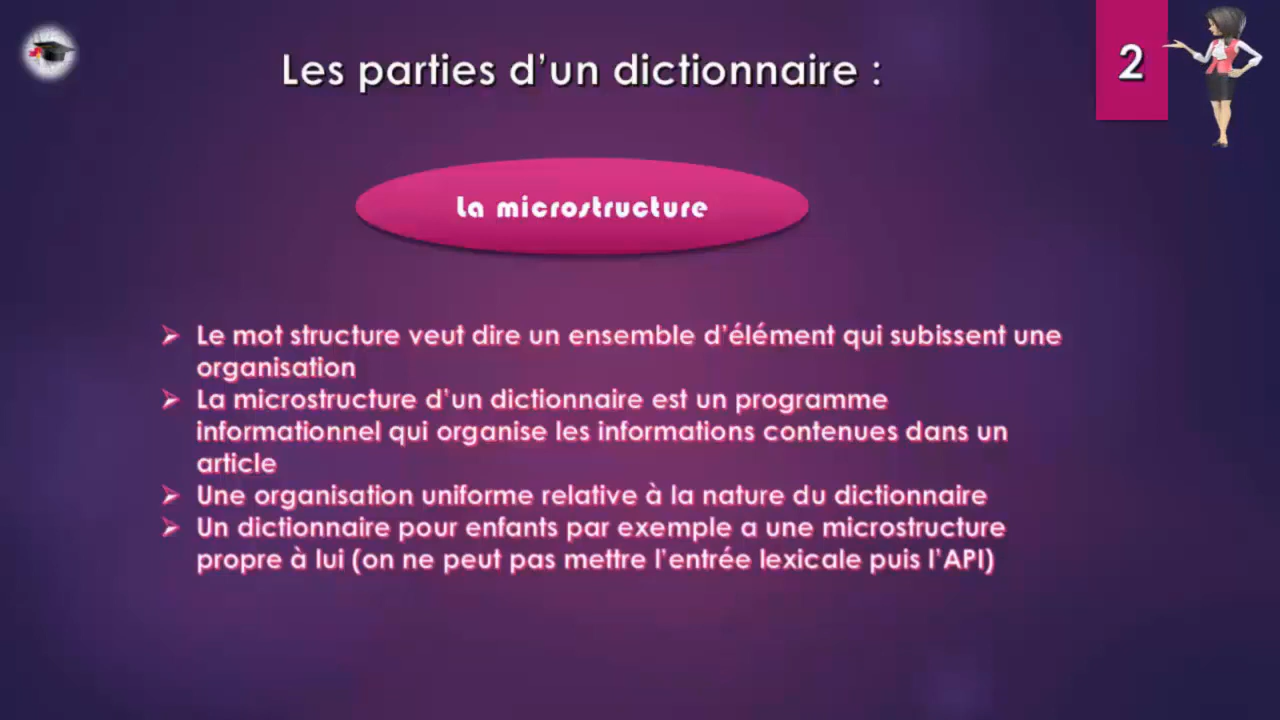 Les parties d'un dictionnaire :
2
La microstructure
➢ Le mot structure veut dire un ensemble d'élément qui subissent une
organisation
➢ La microstructure d'un dictionnaire est un programme
informationnel qui organise les informations contenues dans un
article
➢ Une organisation uniforme relative à la nature du dictionnaire
➢ Un dictionnaire pour enfants par exemple a une microstructure
propre à lui (on ne peut pas mettre l'entrée lexicale puis l'API)